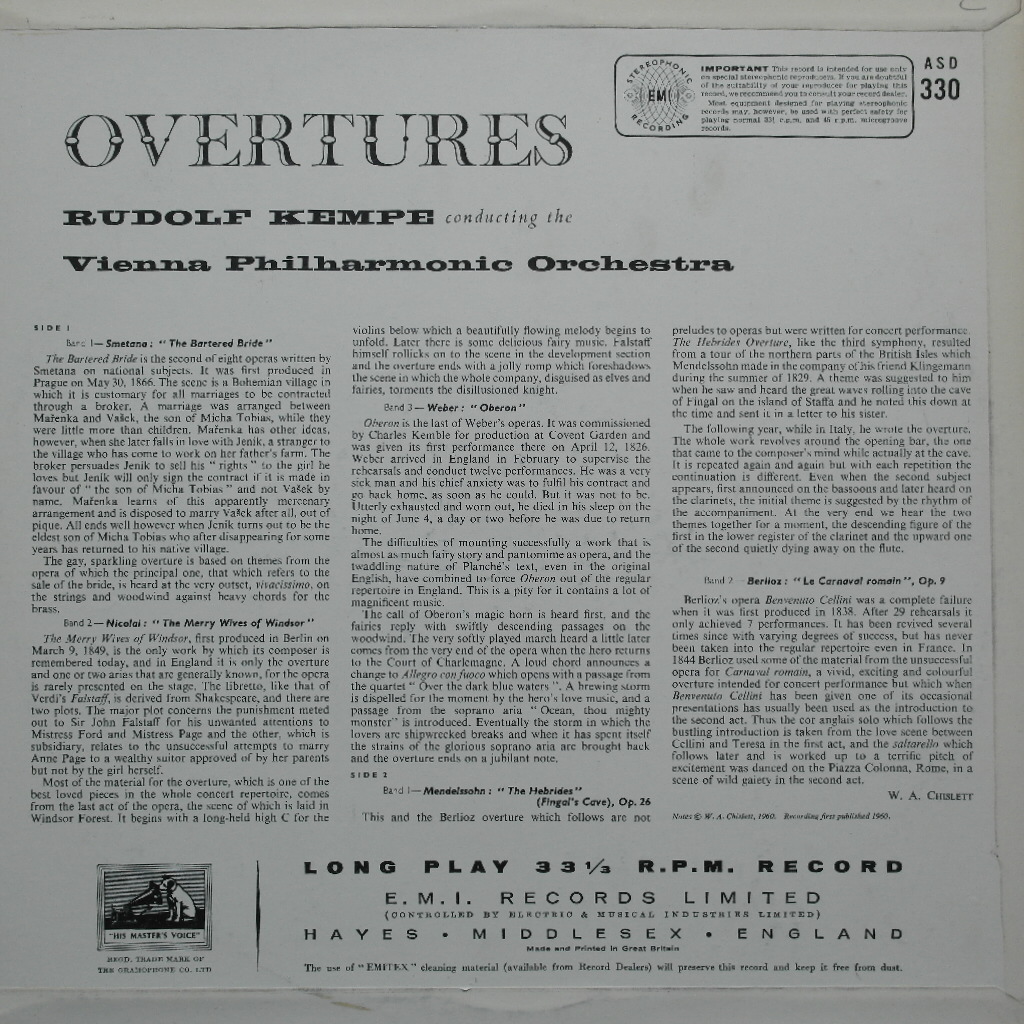 STEREOPHONIC
EMI
RECORDING
IMPORTANT This record is intended for use only
on special stereophonic reproducers. If you are doubtful
of the suitability of your reproducer for playing this
record, we recommend you to consult your record dealer.
Most equipment designed for playing stereophonic
records may, however, be used with perfect safety for
playing normal 33⅓ r.p.m. and 45 r.p.m. microgroove
records.
ASD
330
OVERTURES
RUDOLF KEMPE conducting the
Vienna Philharmonic Orchestra
SIDE 1
Band 1—Smetana: "The Bartered Bride"
The Bartered Bride is the second of eight operas written by
Smetana on national subjects. It was first produced in
Prague on May 30, 1866. The scene is a Bohemian village in
which it is customary for all marriages to be contracted
through a broker. A marriage was arranged between
Mařenka and Vašek, the son of Micha Tobias, while they
were little more than children. Mařenka has other ideas,
however, when she later falls in love with Jeník, a stranger to
the village who has come to work on her father's farm. The
broker persuades Jeník to sell his "rights" to the girl he
loves but Jeník will only sign the contract if it is made in
favour of "the son of Micha Tobias" and not Vašek by
name. Mařenka learns of this apparently mercenary
arrangement and is disposed to marry Vašek after all, out of
pique. All ends well however when Jeník turns out to be the
eldest son of Micha Tobias who after disappearing for some
years has returned to his native village.
The gay, sparkling overture is based on themes from the
opera of which the principal one, that which refers to the
sale of the bride, is heard at the very outset, vivacissimo, on
the strings and woodwind against heavy chords for the
brass.
Band 2—Nicolai: "The Merry Wives of Windsor"
The Merry Wives of Windsor, first produced in Berlin on
March 9, 1849, is the only work by which its composer is
remembered today, and in England it is only the overture
and one or two arias that are generally known, for the opera
is rarely presented on the stage. The libretto, like that of
Verdi's Falstaff, is derived from Shakespeare, and there are
two plots. The major plot concerns the punishment meted
out to Sir John Falstaff for his unwanted attentions to
Mistress Ford and Mistress Page and the other, which is
subsidiary, relates to the unsuccessful attempts to marry
Anne Page to a wealthy suitor approved of by her parents
but not by the girl herself.
Most of the material for the overture, which is one of the
best loved pieces in the whole concert repertoire, comes
from the last act of the opera, the scene of which is laid in
Windsor Forest. It begins with a long-held high C for the
violins below which a beautifully flowing melody begins to
unfold. Later there is some delicious fairy music. Falstaff
himself rollicks on to the scene in the development section
and the overture ends with a jolly romp which foreshadows
the scene in which the whole company, disguised as elves and
fairies, torments the disillusioned knight.
Band 3—Weber: "Oberon"
Oberon is the last of Weber's operas. It was commissioned
by Charles Kemble for production at Covent Garden and
was given its first performance there on April 12, 1826.
Weber arrived in England in February to supervise the
rehearsals and conduct twelve performances. He was a very
sick man and his chief anxiety was to fulfil his contract and
go back home, as soon as he could. But it was not to be.
Utterly exhausted and worn out, he died in his sleep on the
night of June 4, a day or two before he was due to return
home.
The difficulties of mounting successfully a work that is
almost as much fairy story and pantomime as opera, and the
twaddling nature of Planché's text, even in the original
English, have combined to force Oberon out of the regular
repertoire in England. This is a pity for it contains a lot of
magnificent music.
The call of Oberon's magic horn is heard first, and the
fairies reply with swiftly descending passages on the
woodwind. The very softly played march heard a little later
comes from the very end of the opera when the hero returns
to the Court of Charlemagne. A loud chord announces a
change to Allegro con fuoco which opens with a passage from
the quartet "Over the dark blue waters". A brewing storm
is dispelled for the moment by the hero's love music, and a
passage from the soprano aria "Ocean, thou mighty
monster" is introduced. Eventually the storm in which the
lovers are shipwrecked breaks and when it has spent itself
the strains of the glorious soprano aria are brought back
and the overture ends on a jubilant note.
SIDE 2
Band 1—Mendelssohn: "The Hebrides"
(Fingal's Cave), Op. 26
This and the Berlioz overture which follows are not
preludes to operas but were written for concert performance.
The Hebrides Overture, like the third symphony, resulted
from a tour of the northern parts of the British Isles which
Mendelssohn made in the company of his friend Klingemann
during the summer of 1829. A theme was suggested to him
when he saw and heard the great waves rolling into the cave
of Fingal on the island of Staffa and he noted this down at
the time and sent it in a letter to his sister.
The following year, while in Italy, he wrote the overture.
The whole work revolves around the opening bar, the one
that came to the composer's mind while actually at the cave.
It is repeated again and again but with each repetition the
continuation is different. Even when the second subject
appears, first announced on the bassoons and later heard on
the clarinets, the initial theme is suggested by the rhythm of
the accompaniment. At the very end we hear the two
themes together for a moment, the descending figure of the
first in the lower register of the clarinet and the upward one
of the second quietly dying away on the flute.
Band 2—Berlioz: "Le Carnaval romain", Op. 9
Berlioz's opera Benvenuto Cellini was a complete failure
when it was first produced in 1838. After 29 rehearsals it
only achieved 7 performances. It has been revived several
times since with varying degrees of success, but has never
been taken into the regular repertoire even in France. In
1844 Berlioz used some of the material from the unsuccessful
opera for Carnaval romain, a vivid, exciting and colourful
overture intended for concert performance but which when
Benvenuto Cellini has been given one of its occasional
presentations has usually been used as the introduction to
the second act. Thus the cor anglais solo which follows the
bustling introduction is taken from the love scene between
Cellini and Teresa in the first act, and the saltarello which
follows later and is worked up to a terrific pitch of
excitement was danced on the Piazza Colonna, Rome, in a
scene of wild gaiety in the second act.
W. A. CHISLETT
Notes © W. A. Chislett, 1960. Recording first published 1960.
"HIS MASTER'S VOICE"
REGD. TRADE MARK OF
THE GRAMOPHONE CO. LTD
LONG PLAY 33⅓ R.P.M. RECORD
E.M.I. RECORDS LIMITED
(CONTROLLED BY ELECTRIC & MUSICAL INDUSTRIES LIMITED)
HAYES • MIDDLESEX • ENGLAND
Made and Printed in Great Britain
The use of "EMITEX" cleaning material (available from Record Dealers) will preserve this record and keep it free from dust.